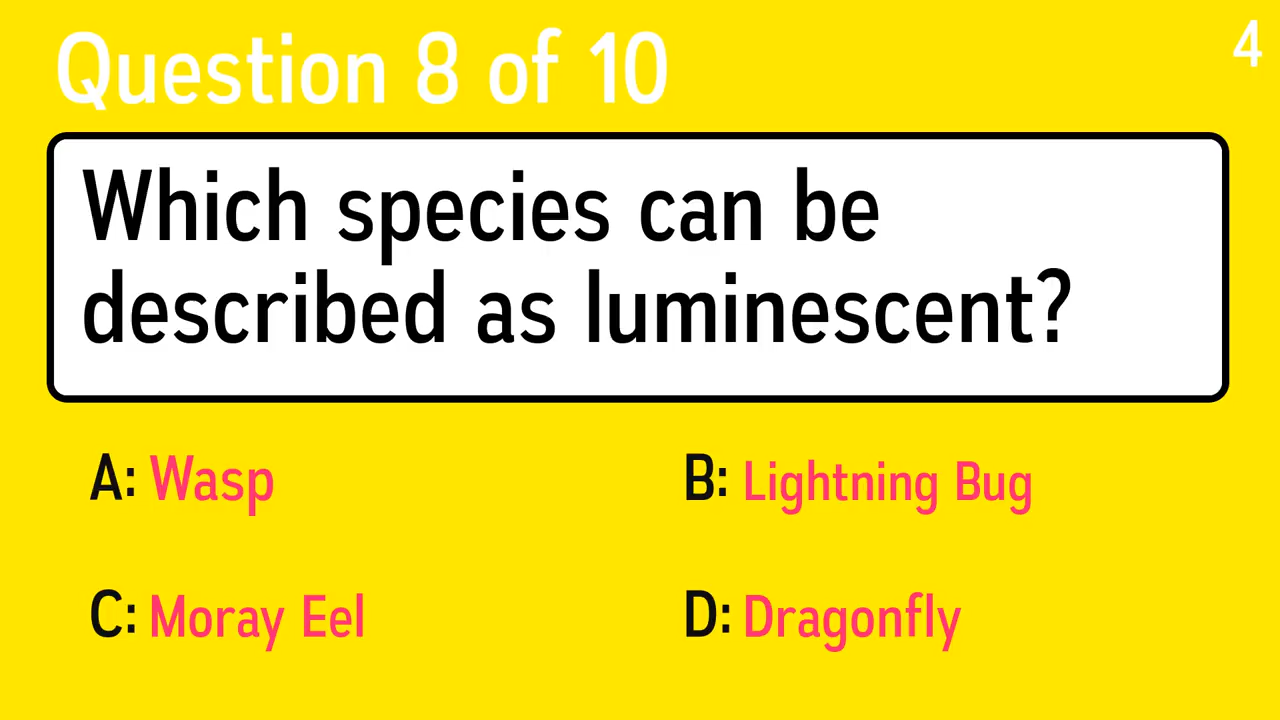 Question 8 of 10
4
Which species can be
described as luminescent?
A: Wasp
B: Lightning Bug
C: Moray Eel
D: Dragonfly